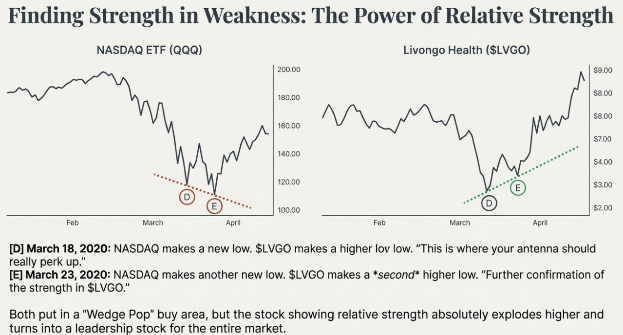 Finding Strength in Weakness: The Power of Relative Strength
NASDAQ ETF (QQQ)
Livongo Health ($LVGO)
200.00
180.00
160.00
140.00
120.00
100.00
D
E
Feb
March
April
$9.00
$8.00
$8.00
$7.00
$4.00
$3.00
$2.00
D
E
Feb
March
April
[D] March 18, 2020: NASDAQ makes a new low. $LVGO makes a higher lov low. “This is where your antenna should
really perk up.”
[E] March 23, 2020: NASDAQ makes another new low. $LVGO makes a *second* higher low. “Further confirmation of
the strength in $LVGO.”
Both put in a “Wedge Pop” buy area, but the stock showing relative strength absolutely explodes higher and
turns into a leadership stock for the entire market.